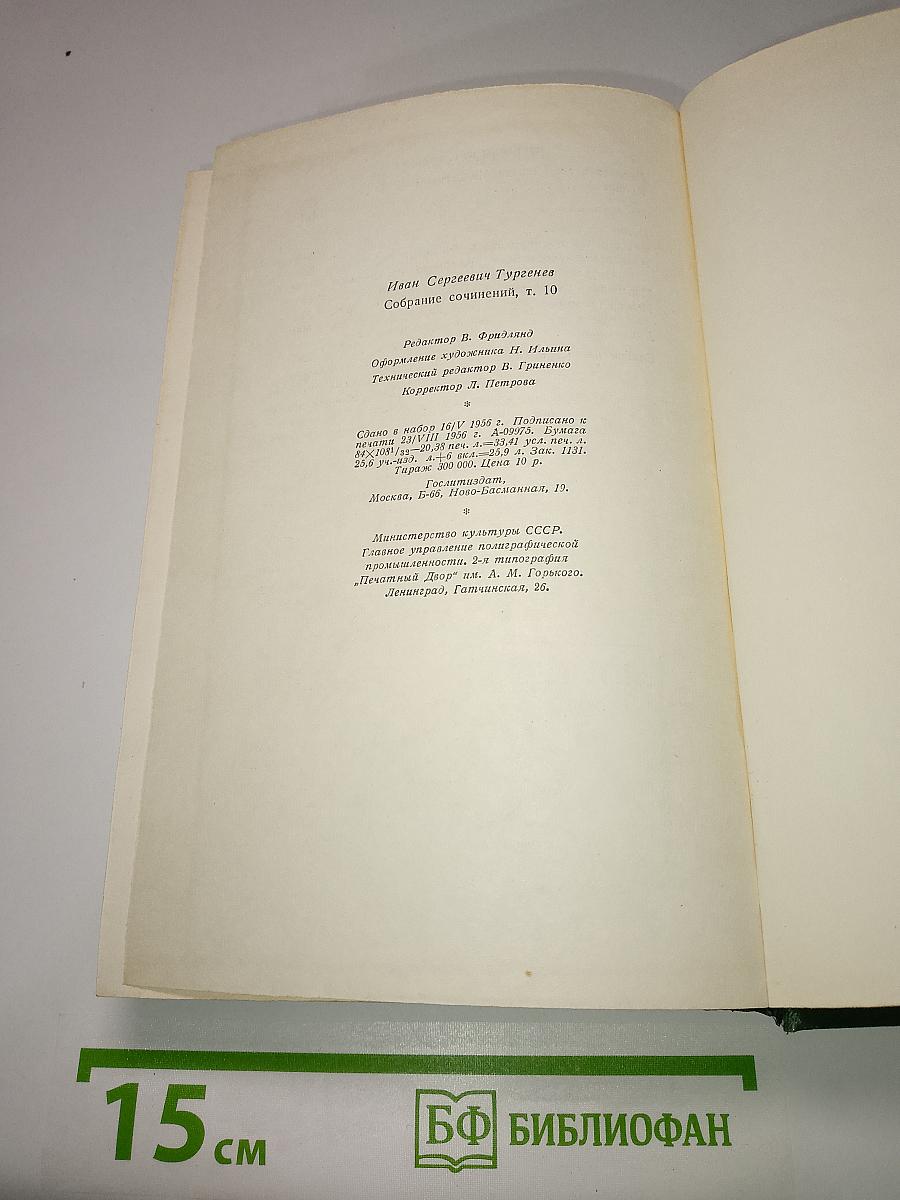 Иван Сергеевич Тургенев
Собрание сочинений, т. 10
Редактор В. Фридлянд
Оформление художника Н. Ильина
Технический редактор В. Гриненко
Корректор Л. Петрова
*
Сдано в набор 16/V 1956 г. Подписано к
печати 23/VIII 1956 г. А-09975. Бумага
84×108¹/₃₂—20,38 печ. л.=33,41 усл. печ. л.
25,6 уч.-изд. л.+6 вкл.=25,9 л. Зак. 1131.
Тираж 300 000. Цена 10 р.
Гослитиздат,
Москва, Б-66, Ново-Басманная, 19.
*
Министерство культуры СССР.
Главное управление полиграфической
промышленности. 2-я типография
„Печатный Двор" им. А. М. Горького.
Ленинград, Гатчинская, 26.
15 см
БФ БИБЛИОФАН